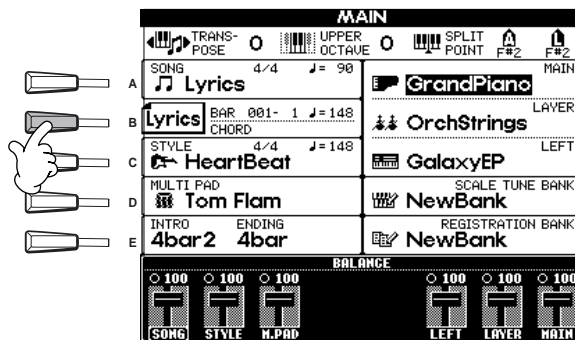 MAIN
TRANS-POSE 0 UPPER OCTAVE 0 SPLIT POINT A F#2 L F#2
A SONG 4/4 ♩= 90 MAIN
Lyrics GrandPiano
B Lyrics BAR 001- 1 ♩=148 LAYER
CHORD OrchStrings
C STYLE 4/4 ♩=148 LEFT
HeartBeat GalaxyEP
D MULTI PAD SCALE TUNE BANK
Tom Flam NewBank
E INTRO ENDING REGISTRATION BANK
4bar2 4bar NewBank
BALANCE
100 100 100 100 100 100
SONG STYLE M.PAD LEFT LAYER MAIN